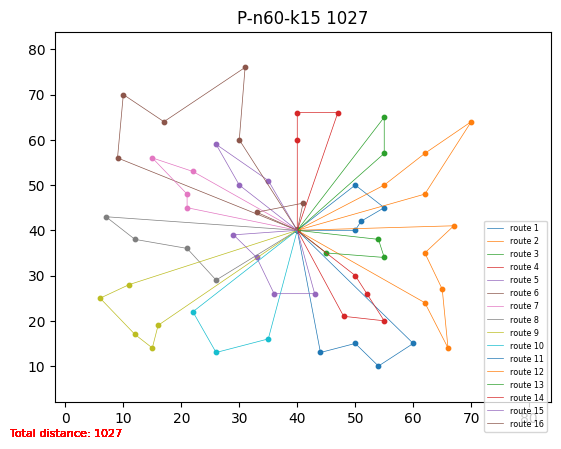 P-n60-k15 1027
80
70
60
50
40
30
20
10
0
10
20
30
40
50
60
70
80
route 1
route 2
route 3
route 4
route 5
route 6
route 7
route 8
route 9
route 10
route 11
route 12
route 13
route 14
route 15
route 16
Total distance: 1027